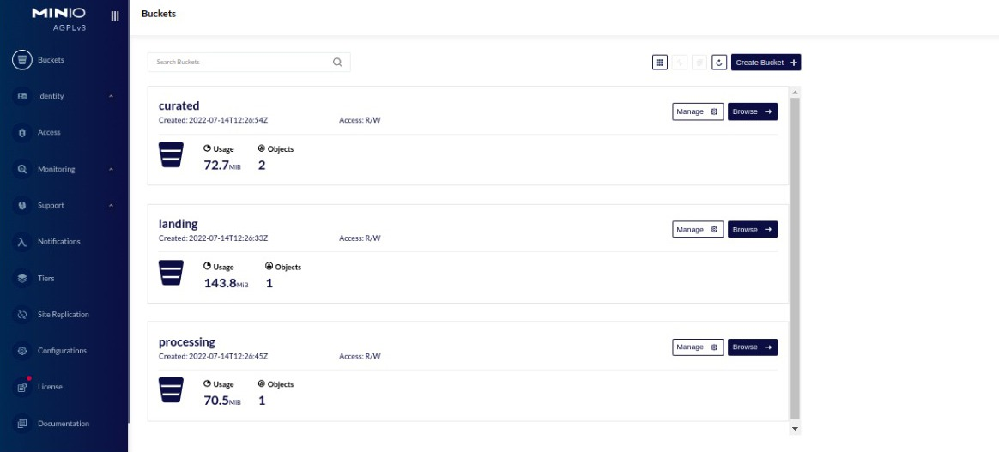 MINIO
AGPLv3
Buckets
Identity
Access
Monitoring
Support
Notifications
Tiers
Site Replication
Configurations
License
Documentation
Buckets
Search Buckets
Create Bucket +
curated
Created: 2022-07-14T12:26:54Z Access: R/W
Manage Browse
Usage Objects
72.7MiB 2
landing
Created: 2022-07-14T12:26:33Z Access: R/W
Manage Browse
Usage Objects
143.8MiB 1
processing
Created: 2022-07-14T12:26:45Z Access: R/W
Manage Browse
Usage Objects
70.5MiB 1